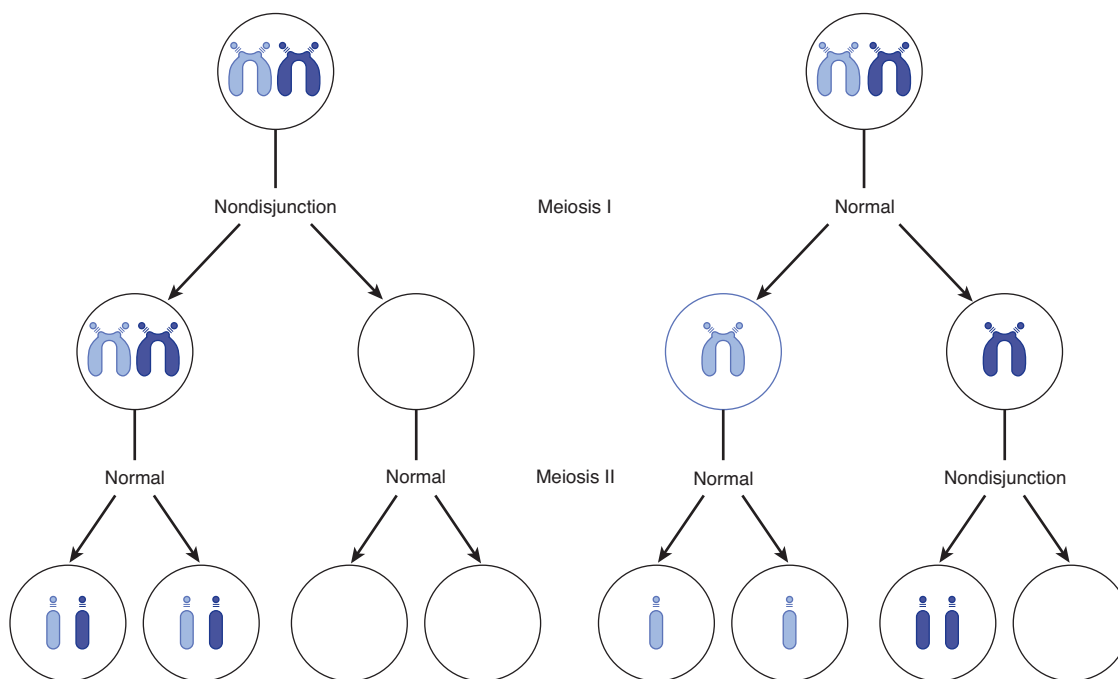 Nondisjunction
Meiosis I
Normal
Normal
Normal
Meiosis II
Normal
Nondisjunction